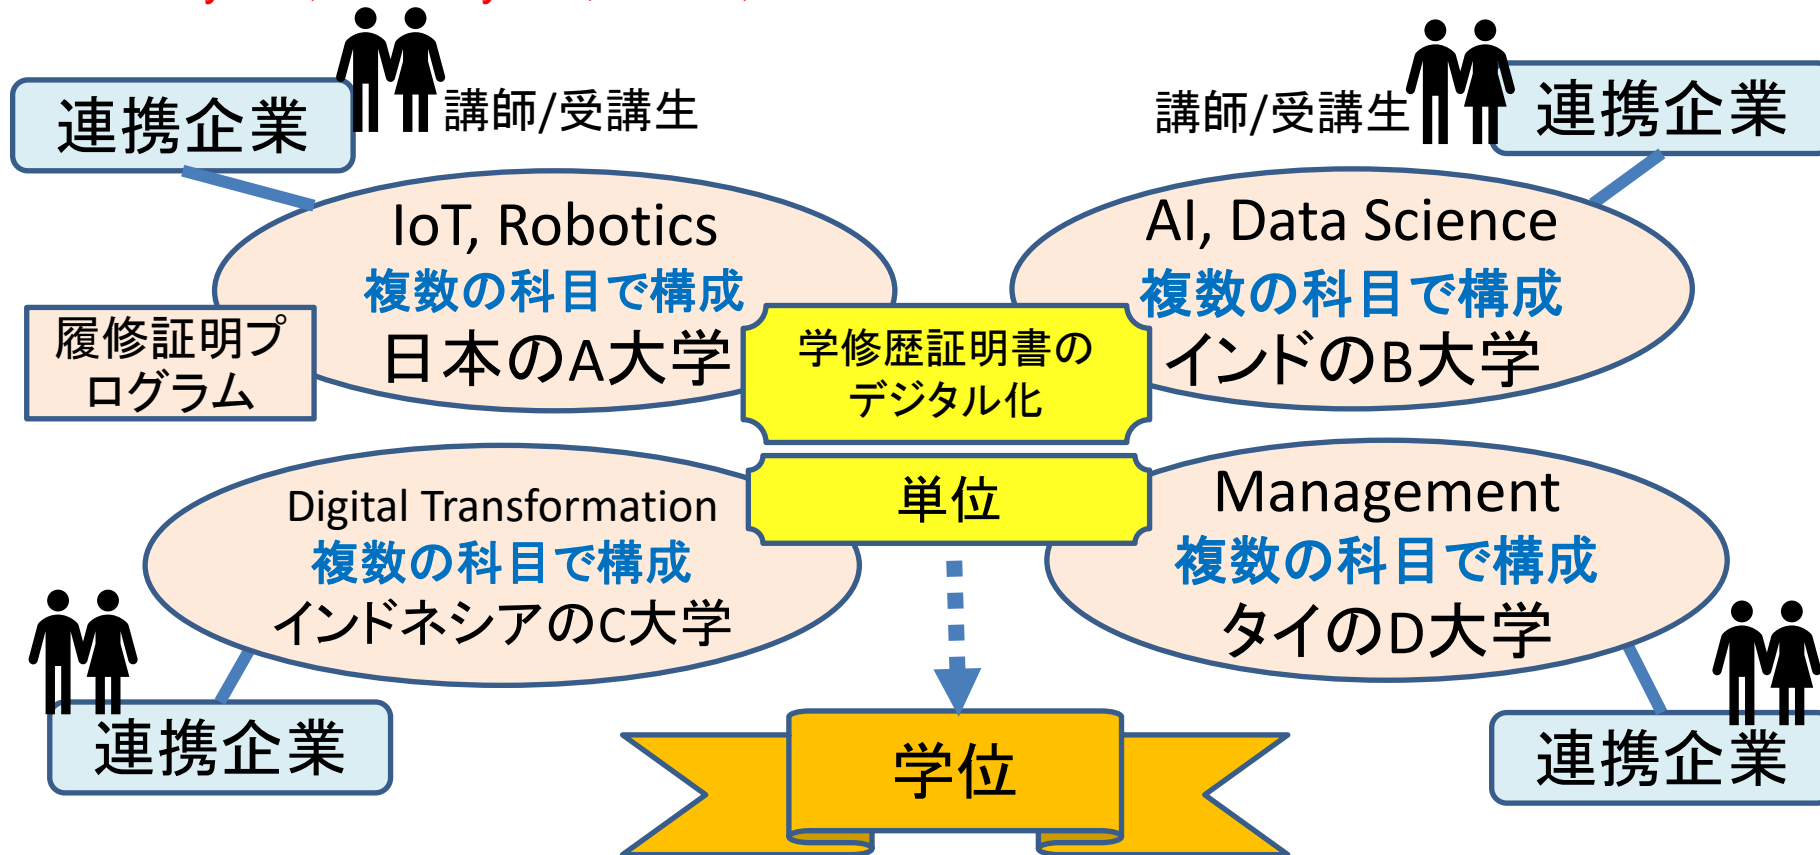 連携企業
講師/受講生
講師/受講生
連携企業
IoT, Robotics
複数の科目で構成
日本のA大学
AI, Data Science
複数の科目で構成
インドのB大学
履修証明プ
ログラム
学修歴証明書の
デジタル化
単位
Digital Transformation
複数の科目で構成
インドネシアのC大学
Management
複数の科目で構成
タイのD大学
連携企業
学位
連携企業